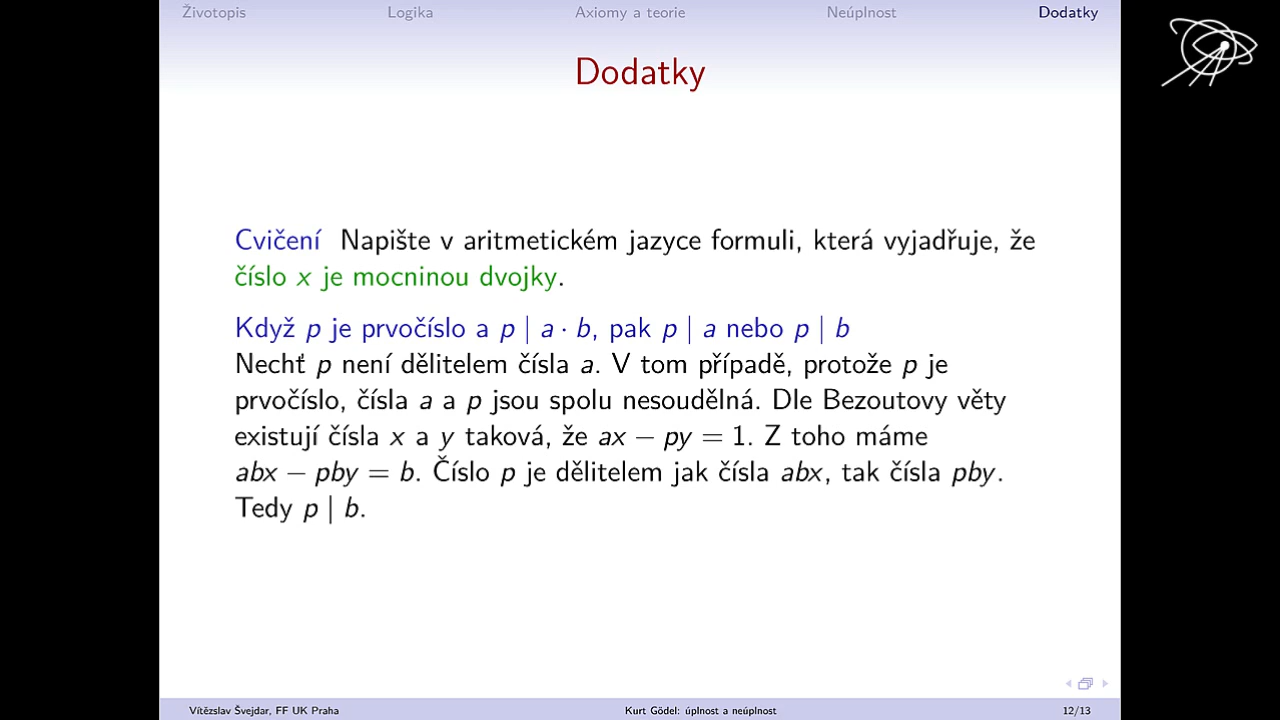 Životopis Logika Axiomy a teorie Neúplnost Dodatky
Dodatky
Cvičení Napište v aritmetickém jazyce formuli, která vyjadřuje, že
číslo x je mocninou dvojky.
Když p je prvočíslo a p | a · b, pak p | a nebo p | b
Nechť p není dělitelem čísla a. V tom případě, protože p je
prvočíslo, čísla a a p jsou spolu nesoudělná. Dle Bezoutovy věty
existují čísla x a y taková, že ax − py = 1. Z toho máme
abx − pby = b. Číslo p je dělitelem jak čísla abx, tak čísla pby.
Tedy p | b.
Vítězslav Švejdar, FF UK Praha Kurt Gödel: úplnost a neúplnost 12/13